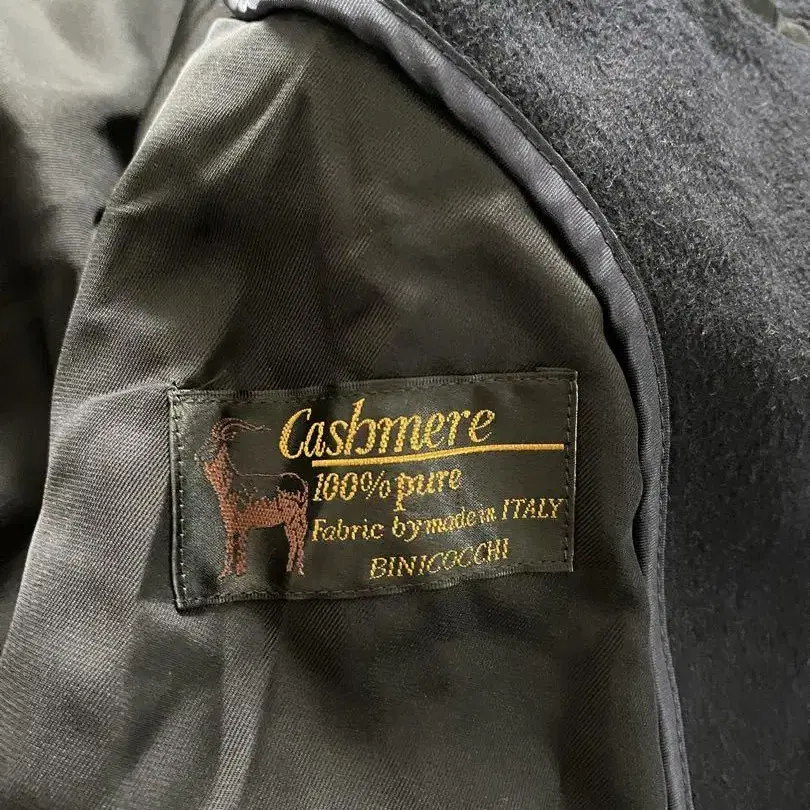 Cashmere
100% pure
Fabric by made in ITALY
BINICOCCHI